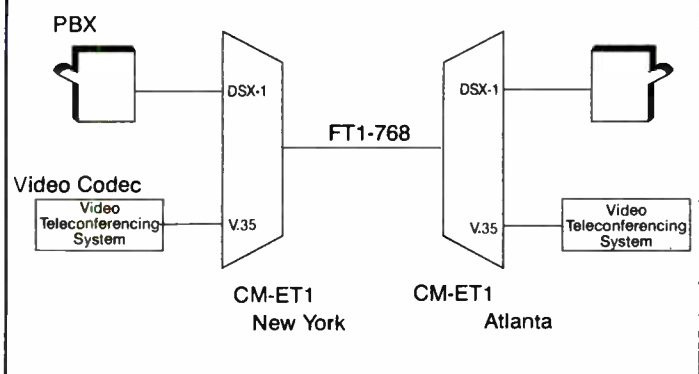 PBX
DSX-1
DSX-1
FT1-768
Video Codec
Video
Teleconferencing
System
V.35
V.35
Video
Teleconferencing
System
CM-ET1
New York
CM-ET1
Atlanta